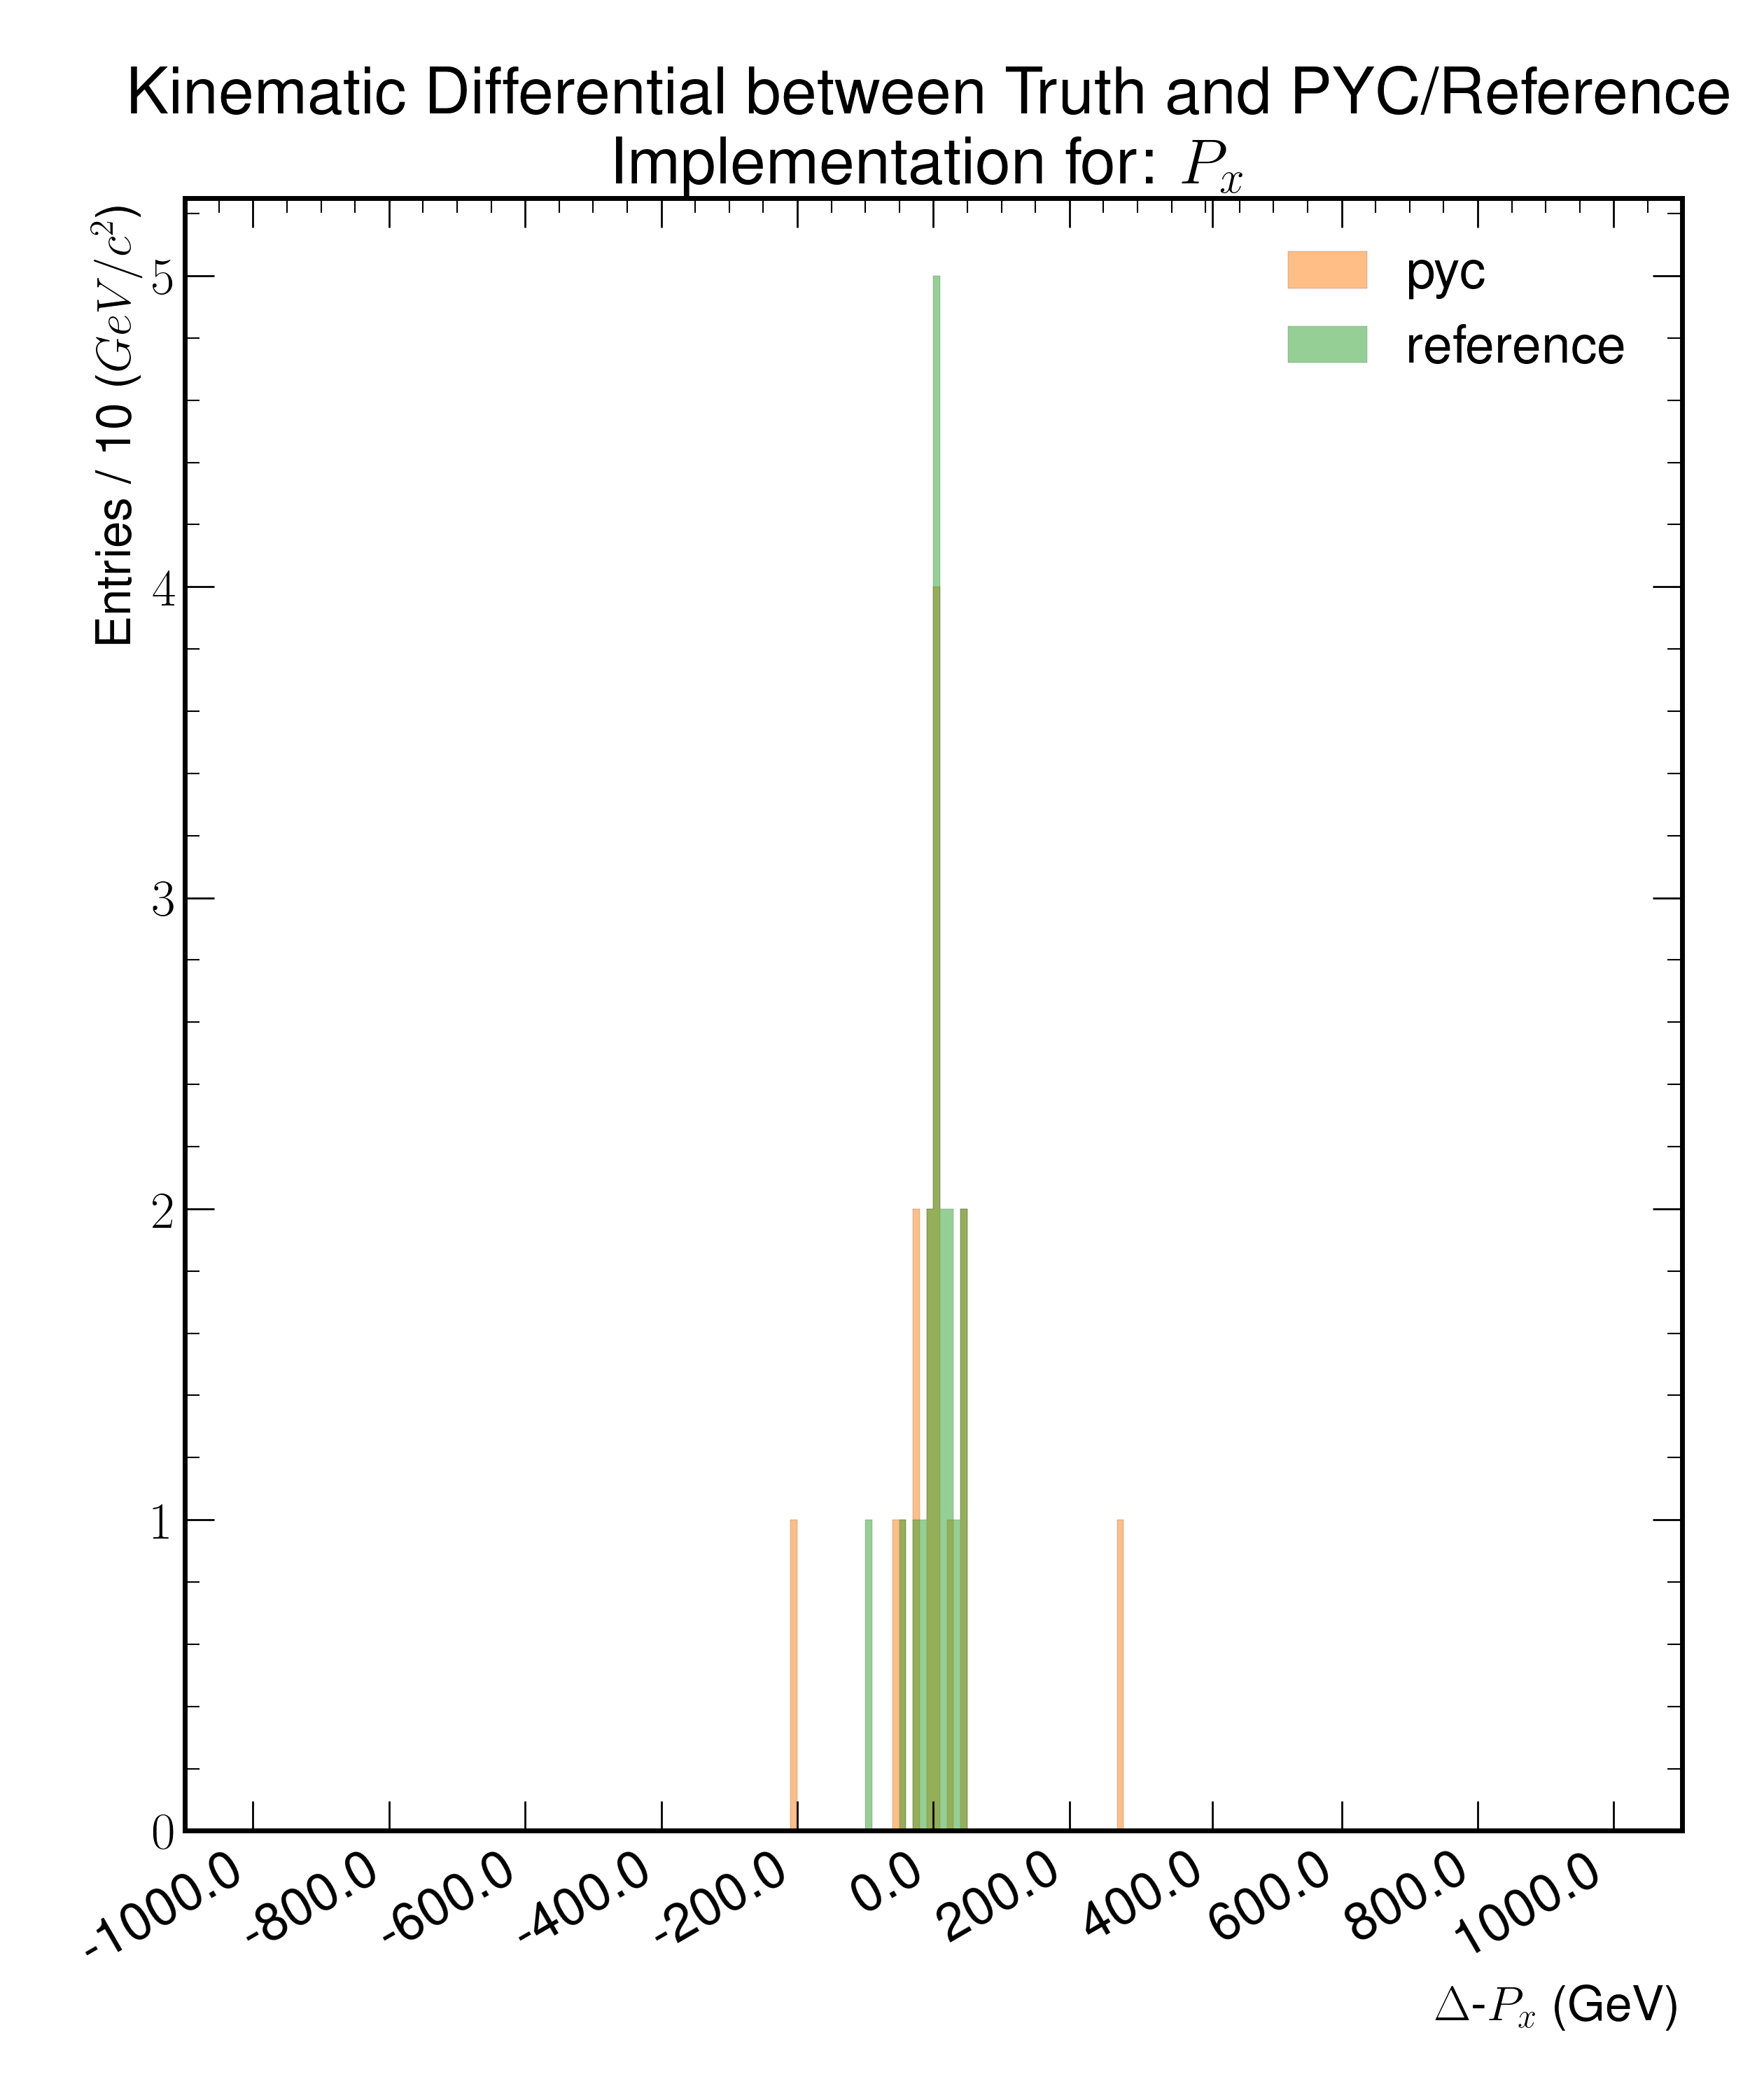 Kinematic Differential between Truth and PYC/Reference
Implementation for: $P_x$
Entries / 10 ($GeV/c^2$)
pyc
reference
5
4
3
2
1
0
-1000.0
-800.0
-600.0
-400.0
-200.0
0.0
200.0
400.0
600.0
800.0
1000.0
Δ-$P_x$ (GeV)